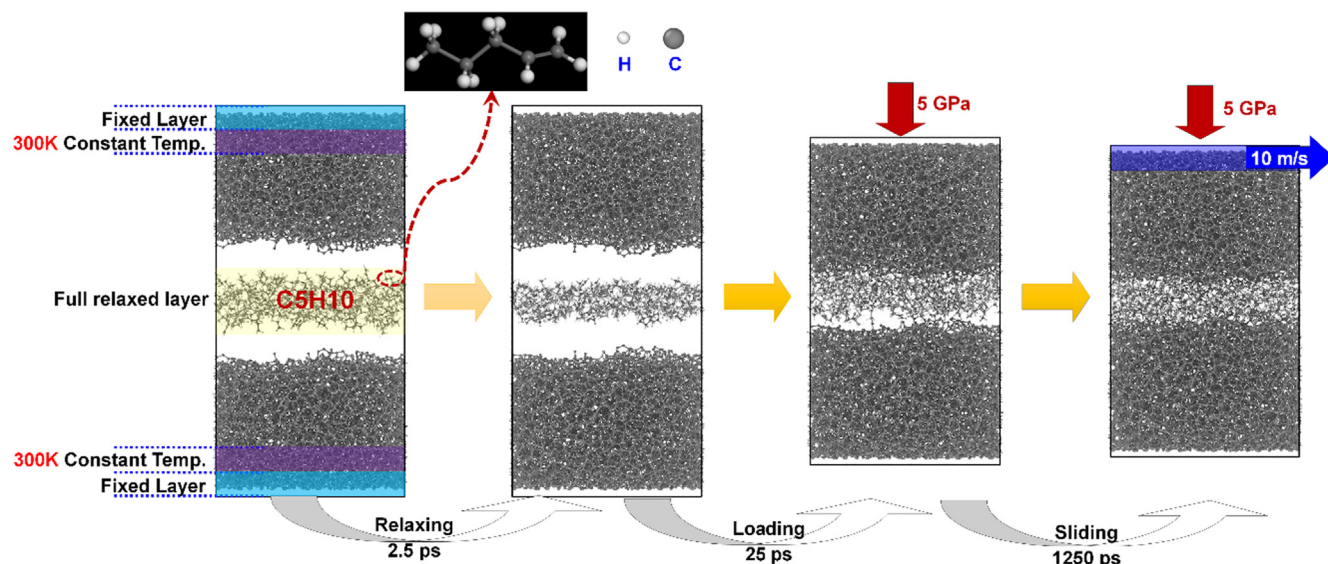 H C
Fixed Layer
300K Constant Temp.
5 GPa
5 GPa
10 m/s
Full relaxed layer
C5H10
300K Constant Temp.
Fixed Layer
Relaxing
2.5 ps
Loading
25 ps
Sliding
1250 ps